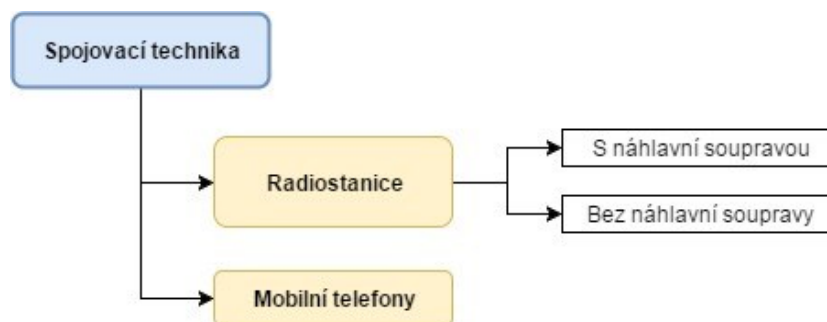 Spojovací technika
Radiostanice
S náhlavní soupravou
Bez náhlavní soupravy
Mobilní telefony